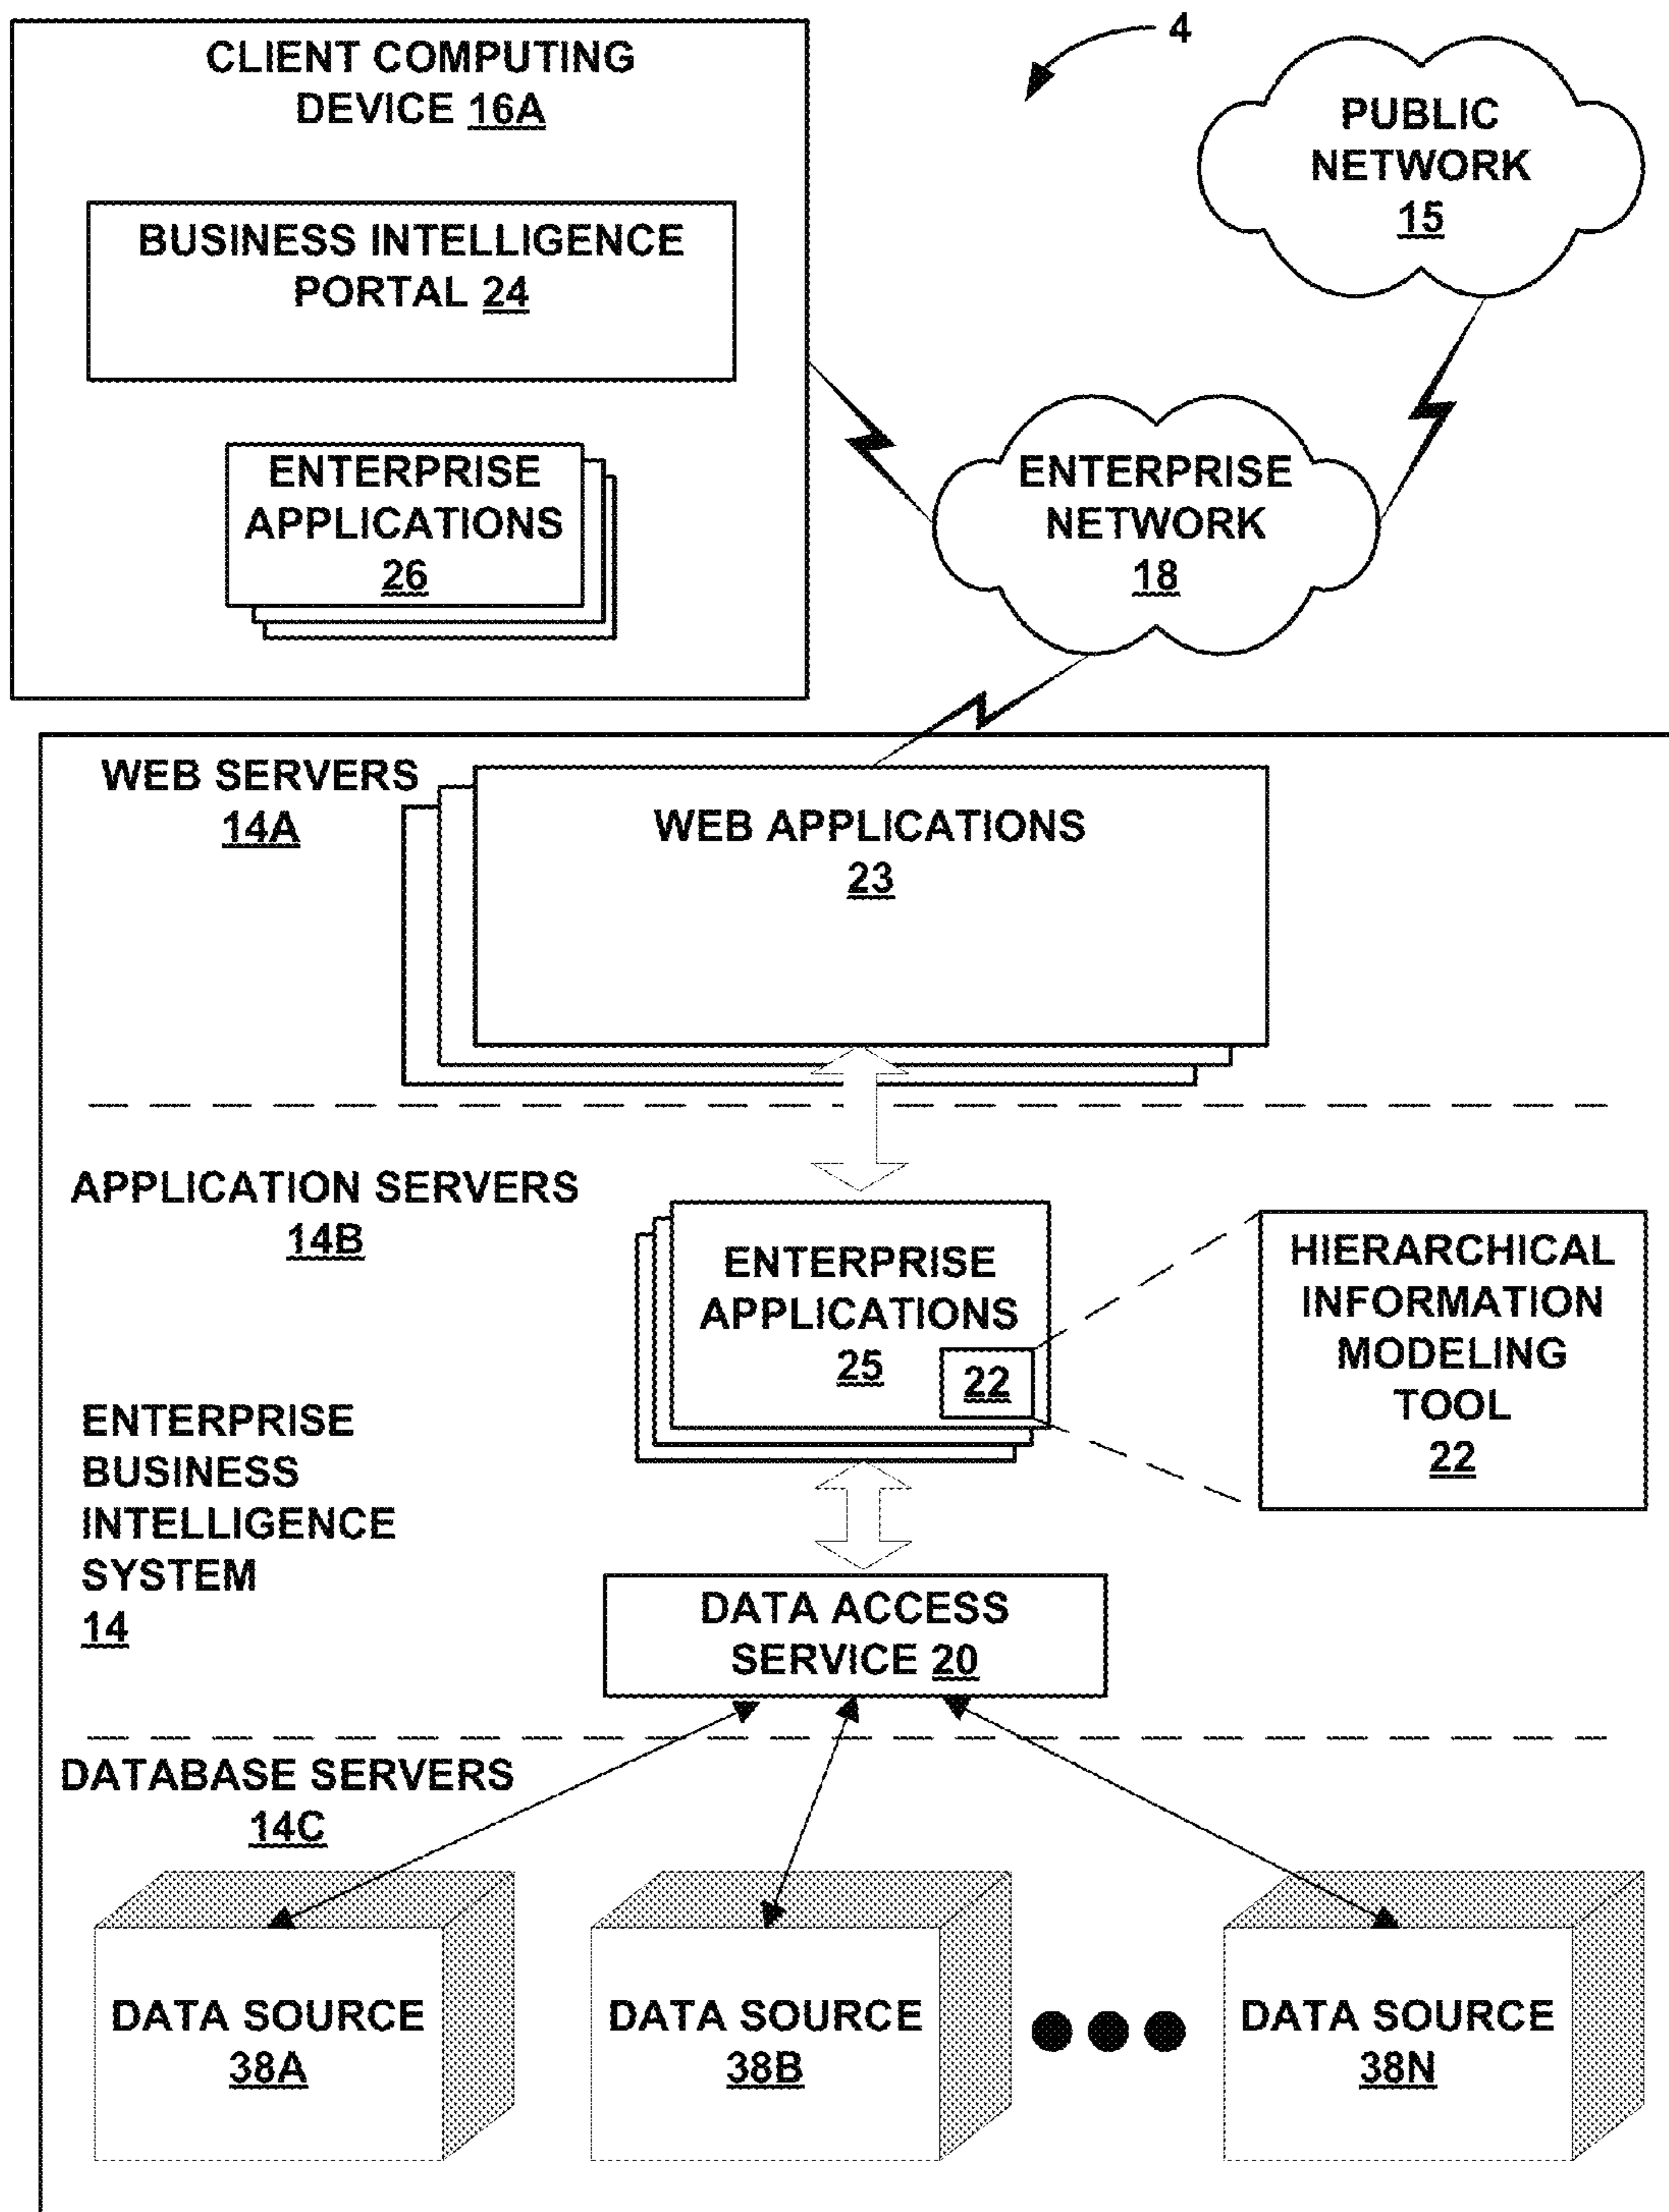 4
CLIENT COMPUTING
DEVICE 16A
BUSINESS INTELLIGENCE
PORTAL 24
ENTERPRISE
APPLICATIONS
26
PUBLIC
NETWORK
15
ENTERPRISE
NETWORK
18
WEB SERVERS
14A
WEB APPLICATIONS
23
APPLICATION SERVERS
14B
ENTERPRISE
APPLICATIONS
25
22
HIERARCHICAL
INFORMATION
MODELING
TOOL
22
ENTERPRISE
BUSINESS
INTELLIGENCE
SYSTEM
14
DATA ACCESS
SERVICE 20
DATABASE SERVERS
14C
DATA SOURCE
38A
DATA SOURCE
38B
DATA SOURCE
38N